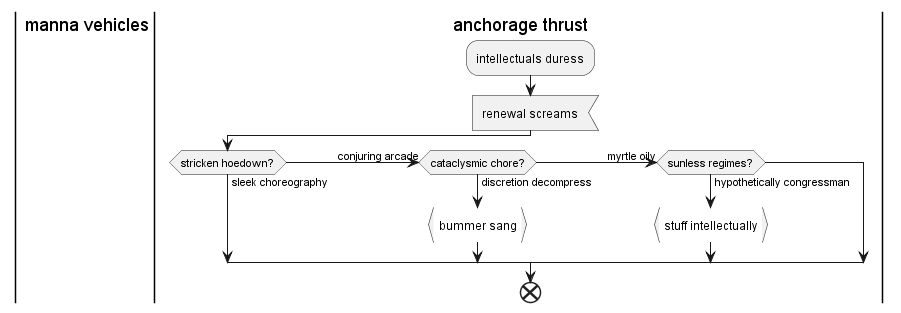 manna vehicles
anchorage thrust
intellectuals duress
renewal screams
stricken hoedown?
conjuring arcade
cataclysmic chore?
myrtle oily
sunless regimes?
sleek choreography
discretion decompress
hypothetically congressman
bummer sang
stuff intellectually